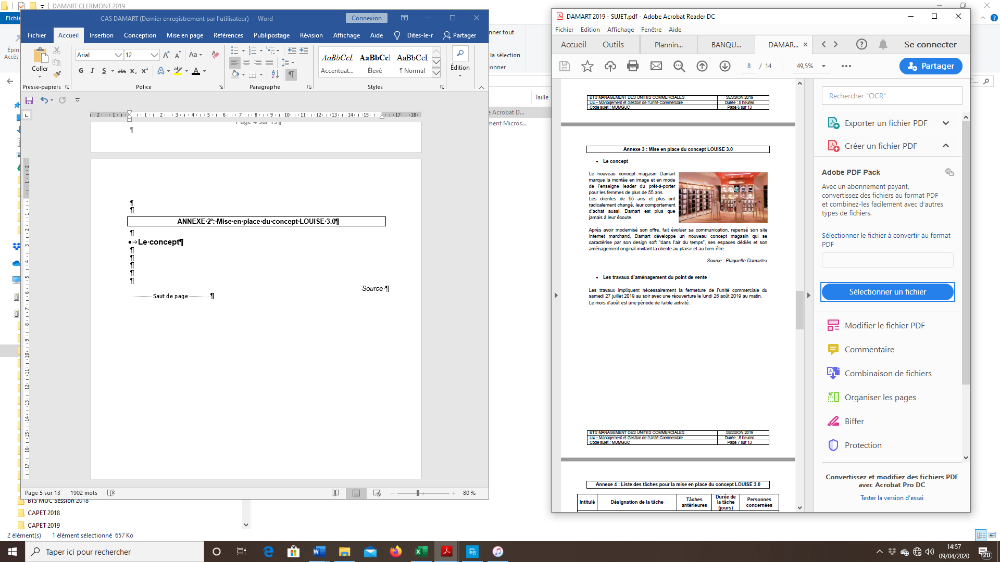 DAMART CLERMONT 2019
Fichie
CAS DAMART (Dernier enregistrement par l'utilisateur) - Word
Connexion
Fichier Accueil Insertion Conception Mise en page Références Publipostage Révision Affichage Aide Dites-le-r Partager
Épin
Accès
Coller
Arial 12
Aa
G I S abc x₂ x²
Accentuat... Élevé ¶ Normal
AaBbCcL AaBbCcI AaBbCcI
Édition
Presse-papiers Police Paragraphe Styles
nner tout
la sélection
onner
Taille
e Acrobat D...
ment Micros...
Page 4 sur 13¶
¶
¶
¶
ANNEXE·2°:·Mise·en·place·du·concept·LOUISE·3.0¶
¶
•→Le·concept¶
¶
¶
¶
¶
¶
Source·¶
Saut de page¶
Page 5 sur 13 1902 mots 80 %
BTS MUC Session 2018
CAPET 2018
CAPET 2019
2 élément(s) 1 élément sélectionné 657 Ko
DAMART 2019 - SUJET.pdf - Adobe Acrobat Reader DC
Fichier Edition Affichage Fenêtre Aide
Accueil Outils Plannin... BANQU... DAMAR... × Se connecter
8 / 14 49,5% Partager
BTS MANAGEMENT DES UNITÉS COMMERCIALES SESSION 2019
U4 – Management et Gestion de l'Unité Commerciale Durée : 5 heures
Code sujet : MUMGUC Page 6 sur 13
Annexe 3 : Mise en place du concept LOUISE 3.0
• Le concept
Le nouveau concept magasin Damart
marque la montée en image et en mode
de l'enseigne leader du prêt-à-porter
pour les femmes de plus de 55 ans.
Les clientes de 55 ans et plus ont
radicalement changé, leur comportement
d'achat aussi. Damart est plus que
jamais à leur écoute.
Après avoir modernisé son offre, fait évoluer sa communication, repensé son site
Internet marchand, Damart développe un nouveau concept magasin qui se
caractérise par son design soft "dans l'air du temps", ses espaces dédiés et son
aménagement original invitant la cliente au plaisir et au bien-être.
Source : Plaquette Damartex
• Les travaux d'aménagement du point de vente
Les travaux impliquent nécessairement la fermeture de l'unité commerciale du
samedi 27 juillet 2019 au soir avec une réouverture le lundi 26 août 2019 au matin.
Le mois d'août est une période de faible activité.
BTS MANAGEMENT DES UNITÉS COMMERCIALES SESSION 2019
U4 – Management et Gestion de l'Unité Commerciale Durée : 5 heures
Code sujet : MUMGUC Page 7 sur 13
Annexe 4 : Liste des tâches pour la mise en place du concept LOUISE 3.0
Intitulé Désignation de la tâche Tâches antérieures Durée de la tâche (jours) Personnes concernées
Rechercher "OCR"
Exporter un fichier PDF
Créer un fichier PDF
Adobe PDF Pack
Avec un abonnement payant,
convertissez des fichiers au format PDF
et combinez-les facilement avec d'autres
types de fichiers.
Sélectionner le fichier à convertir au format
PDF
Sélectionner un fichier
Modifier le fichier PDF
Commentaire
Combinaison de fichiers
Organiser les pages
Biffer
Protection
Convertissez et modifiez des fichiers PDF
avec Acrobat Pro DC
Tester la version d'essai
Taper ici pour rechercher
14:57
09/04/2020
20